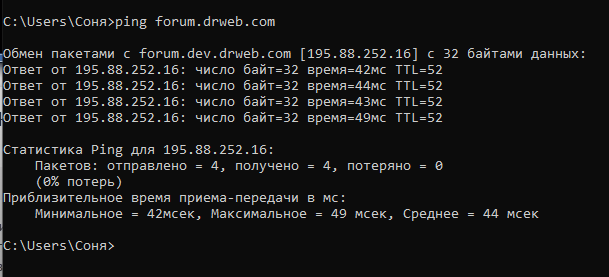 C:\Users\Соня>ping forum.drweb.com
Обмен пакетами с forum.dev.drweb.com [195.88.252.16] с 32 байтами данных:
Ответ от 195.88.252.16: число байт=32 время=42мс TTL=52
Ответ от 195.88.252.16: число байт=32 время=44мс TTL=52
Ответ от 195.88.252.16: число байт=32 время=43мс TTL=52
Ответ от 195.88.252.16: число байт=32 время=49мс TTL=52
Статистика Ping для 195.88.252.16:
Пакетов: отправлено = 4, получено = 4, потеряно = 0
(0% потерь)
Приблизительное время приема-передачи в мс:
Минимальное = 42мсек, Максимальное = 49 мсек, Среднее = 44 мсек
C:\Users\Соня>